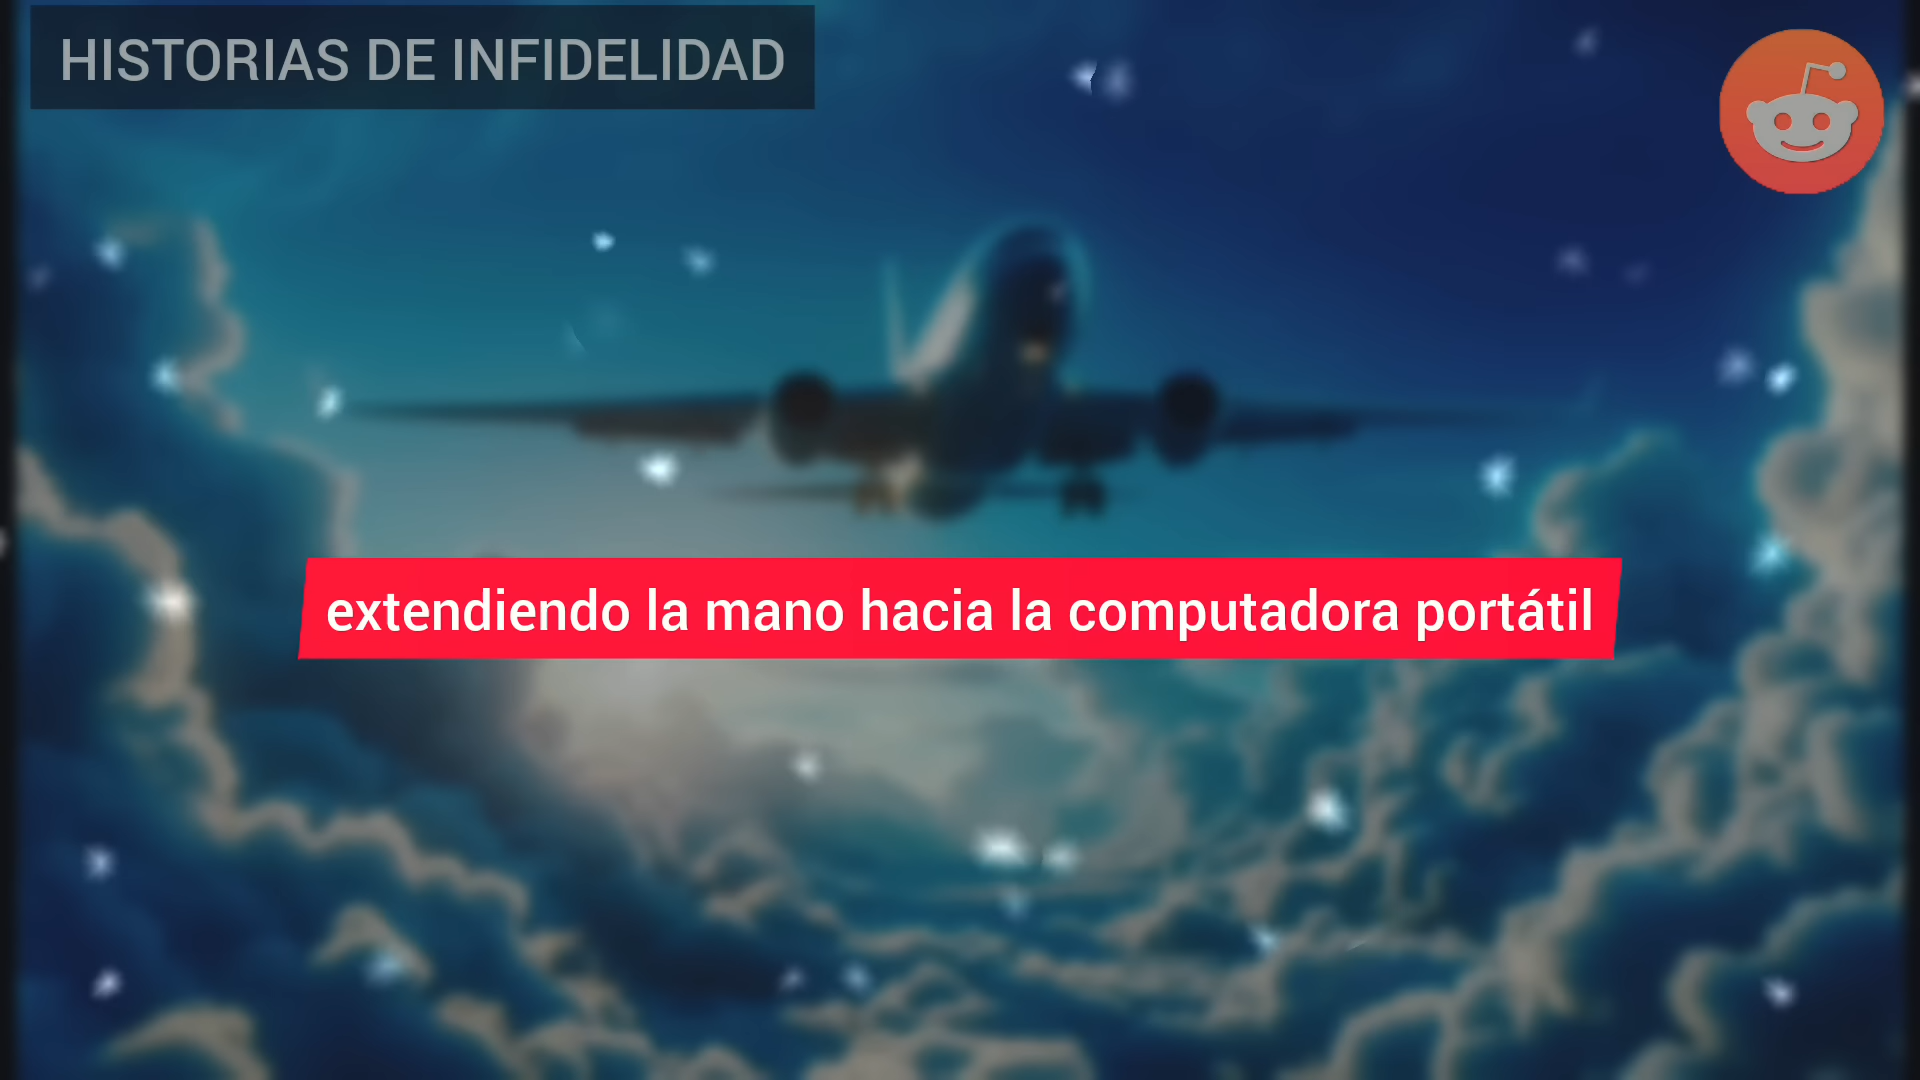 HISTORIAS DE INFIDELIDAD
extendiendo la mano hacia la computadora portátil